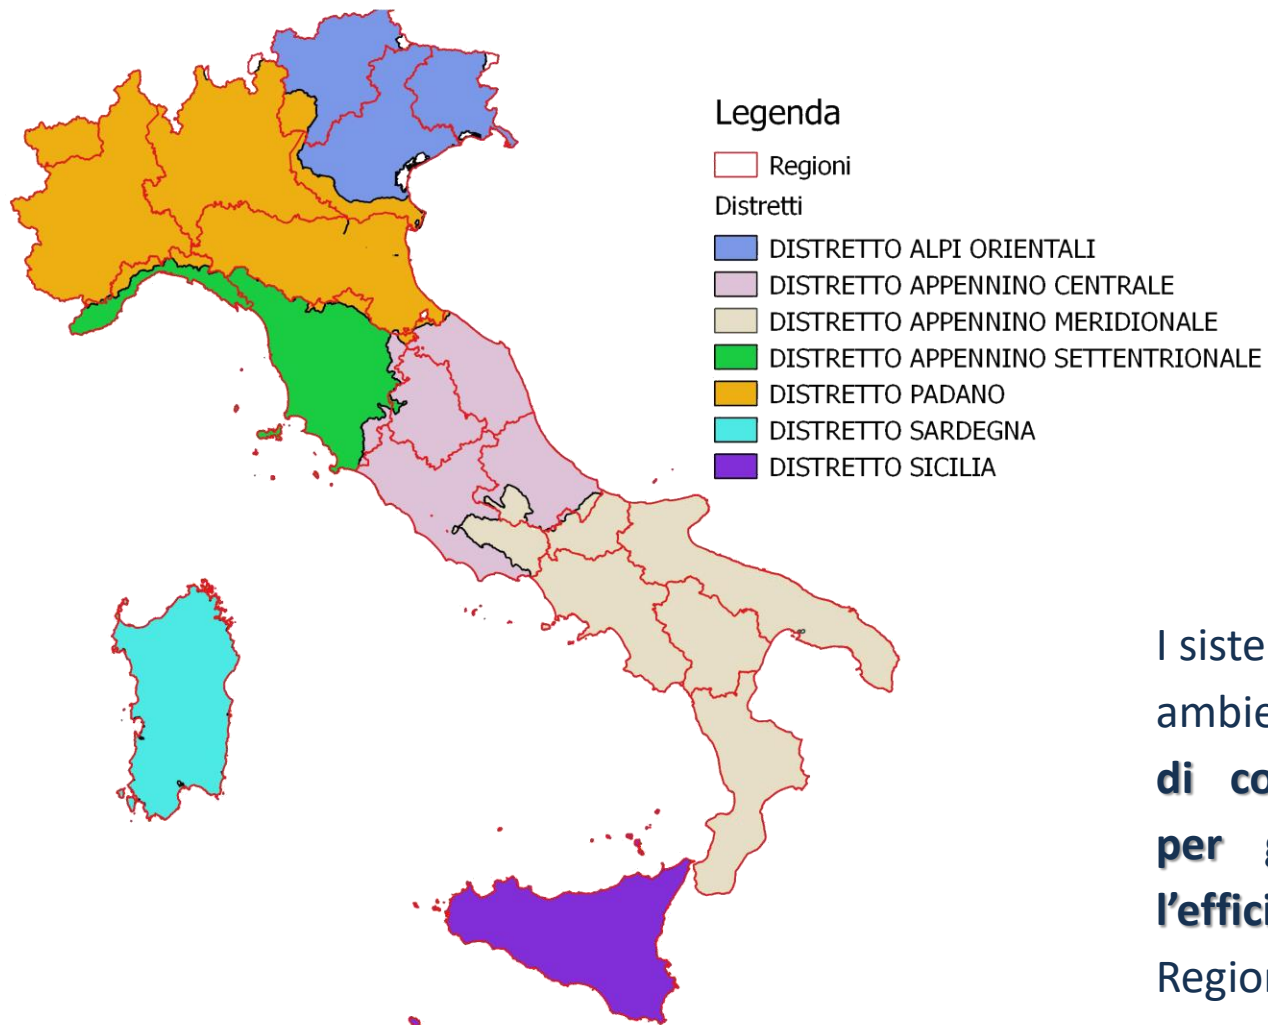 Legenda
Regioni
Distretti
DISTRETTO ALPI ORIENTALI
DISTRETTO APPENNINO CENTRALE
DISTRETTO APPENNINO MERIDIONALE
DISTRETTO APPENNINO SETTENTRIONALE
DISTRETTO PADANO
DISTRETTO SARDEGNA
DISTRETTO SICILIA
I siste
ambie
di co
per g
l’effici
Region